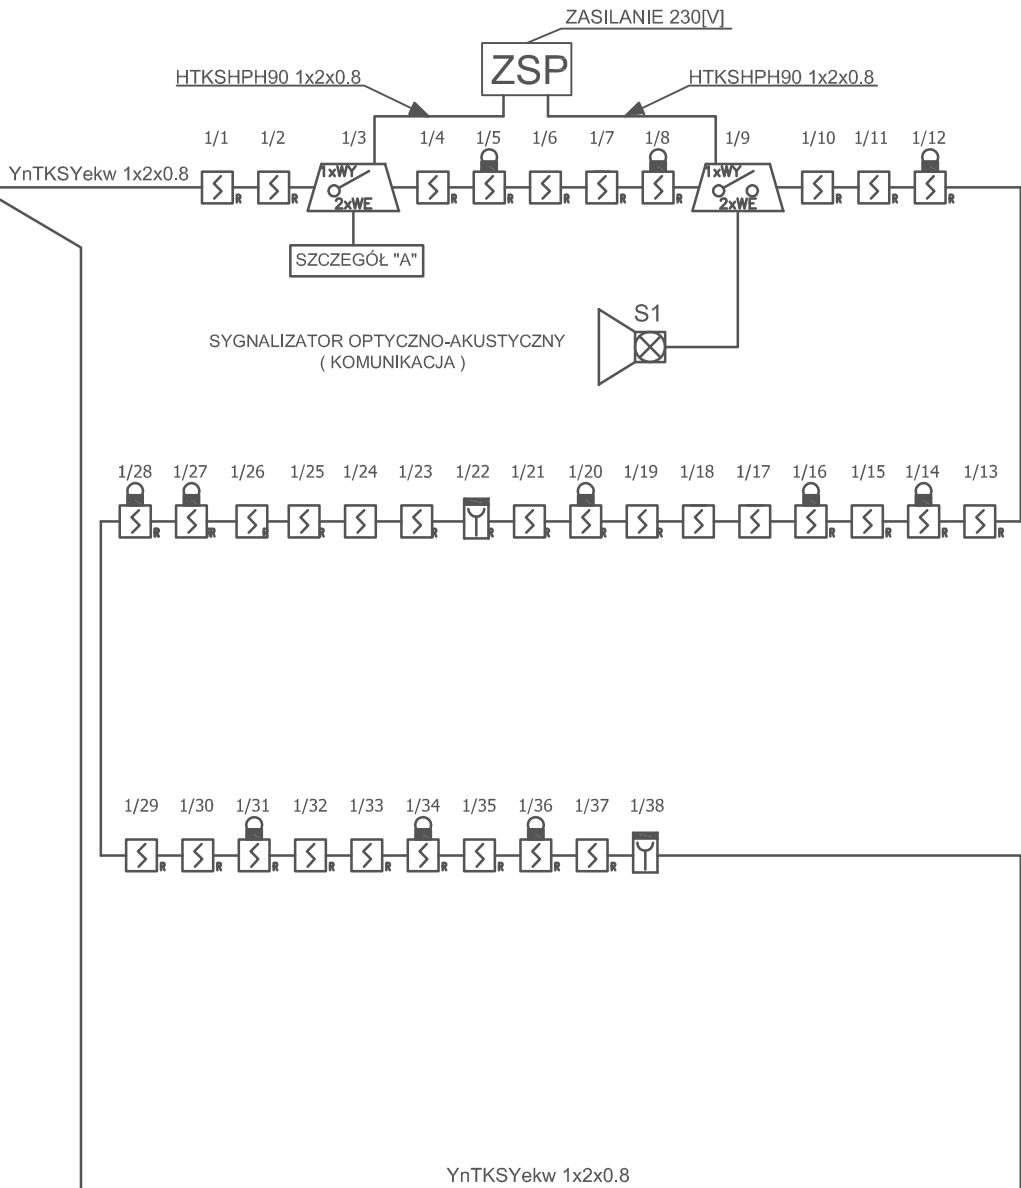 ZASILANIE 230[V]
ZSP
HTKSHPH90 1x2x0.8
HTKSHPH90 1x2x0.8
1/1 1/2 1/3 1/4 1/5 1/6 1/7 1/8 1/9 1/10 1/11 1/12
YnTKSYekw 1x2x0.8
1xWY
1xWY
R R R R R R R R R R
2xWE
2xWE
SZCZEGÓŁ "A"
S1
SYGNALIZATOR OPTYCZNO-AKUSTYCZNY
( KOMUNIKACJA )
1/28 1/27 1/26 1/25 1/24 1/23 1/22 1/21 1/20 1/19 1/18 1/17 1/16 1/15 1/14 1/13
R R R R R R R R R R R R R R R R
1/29 1/30 1/31 1/32 1/33 1/34 1/35 1/36 1/37 1/38
R R R R R R R R R
YnTKSYekw 1x2x0.8